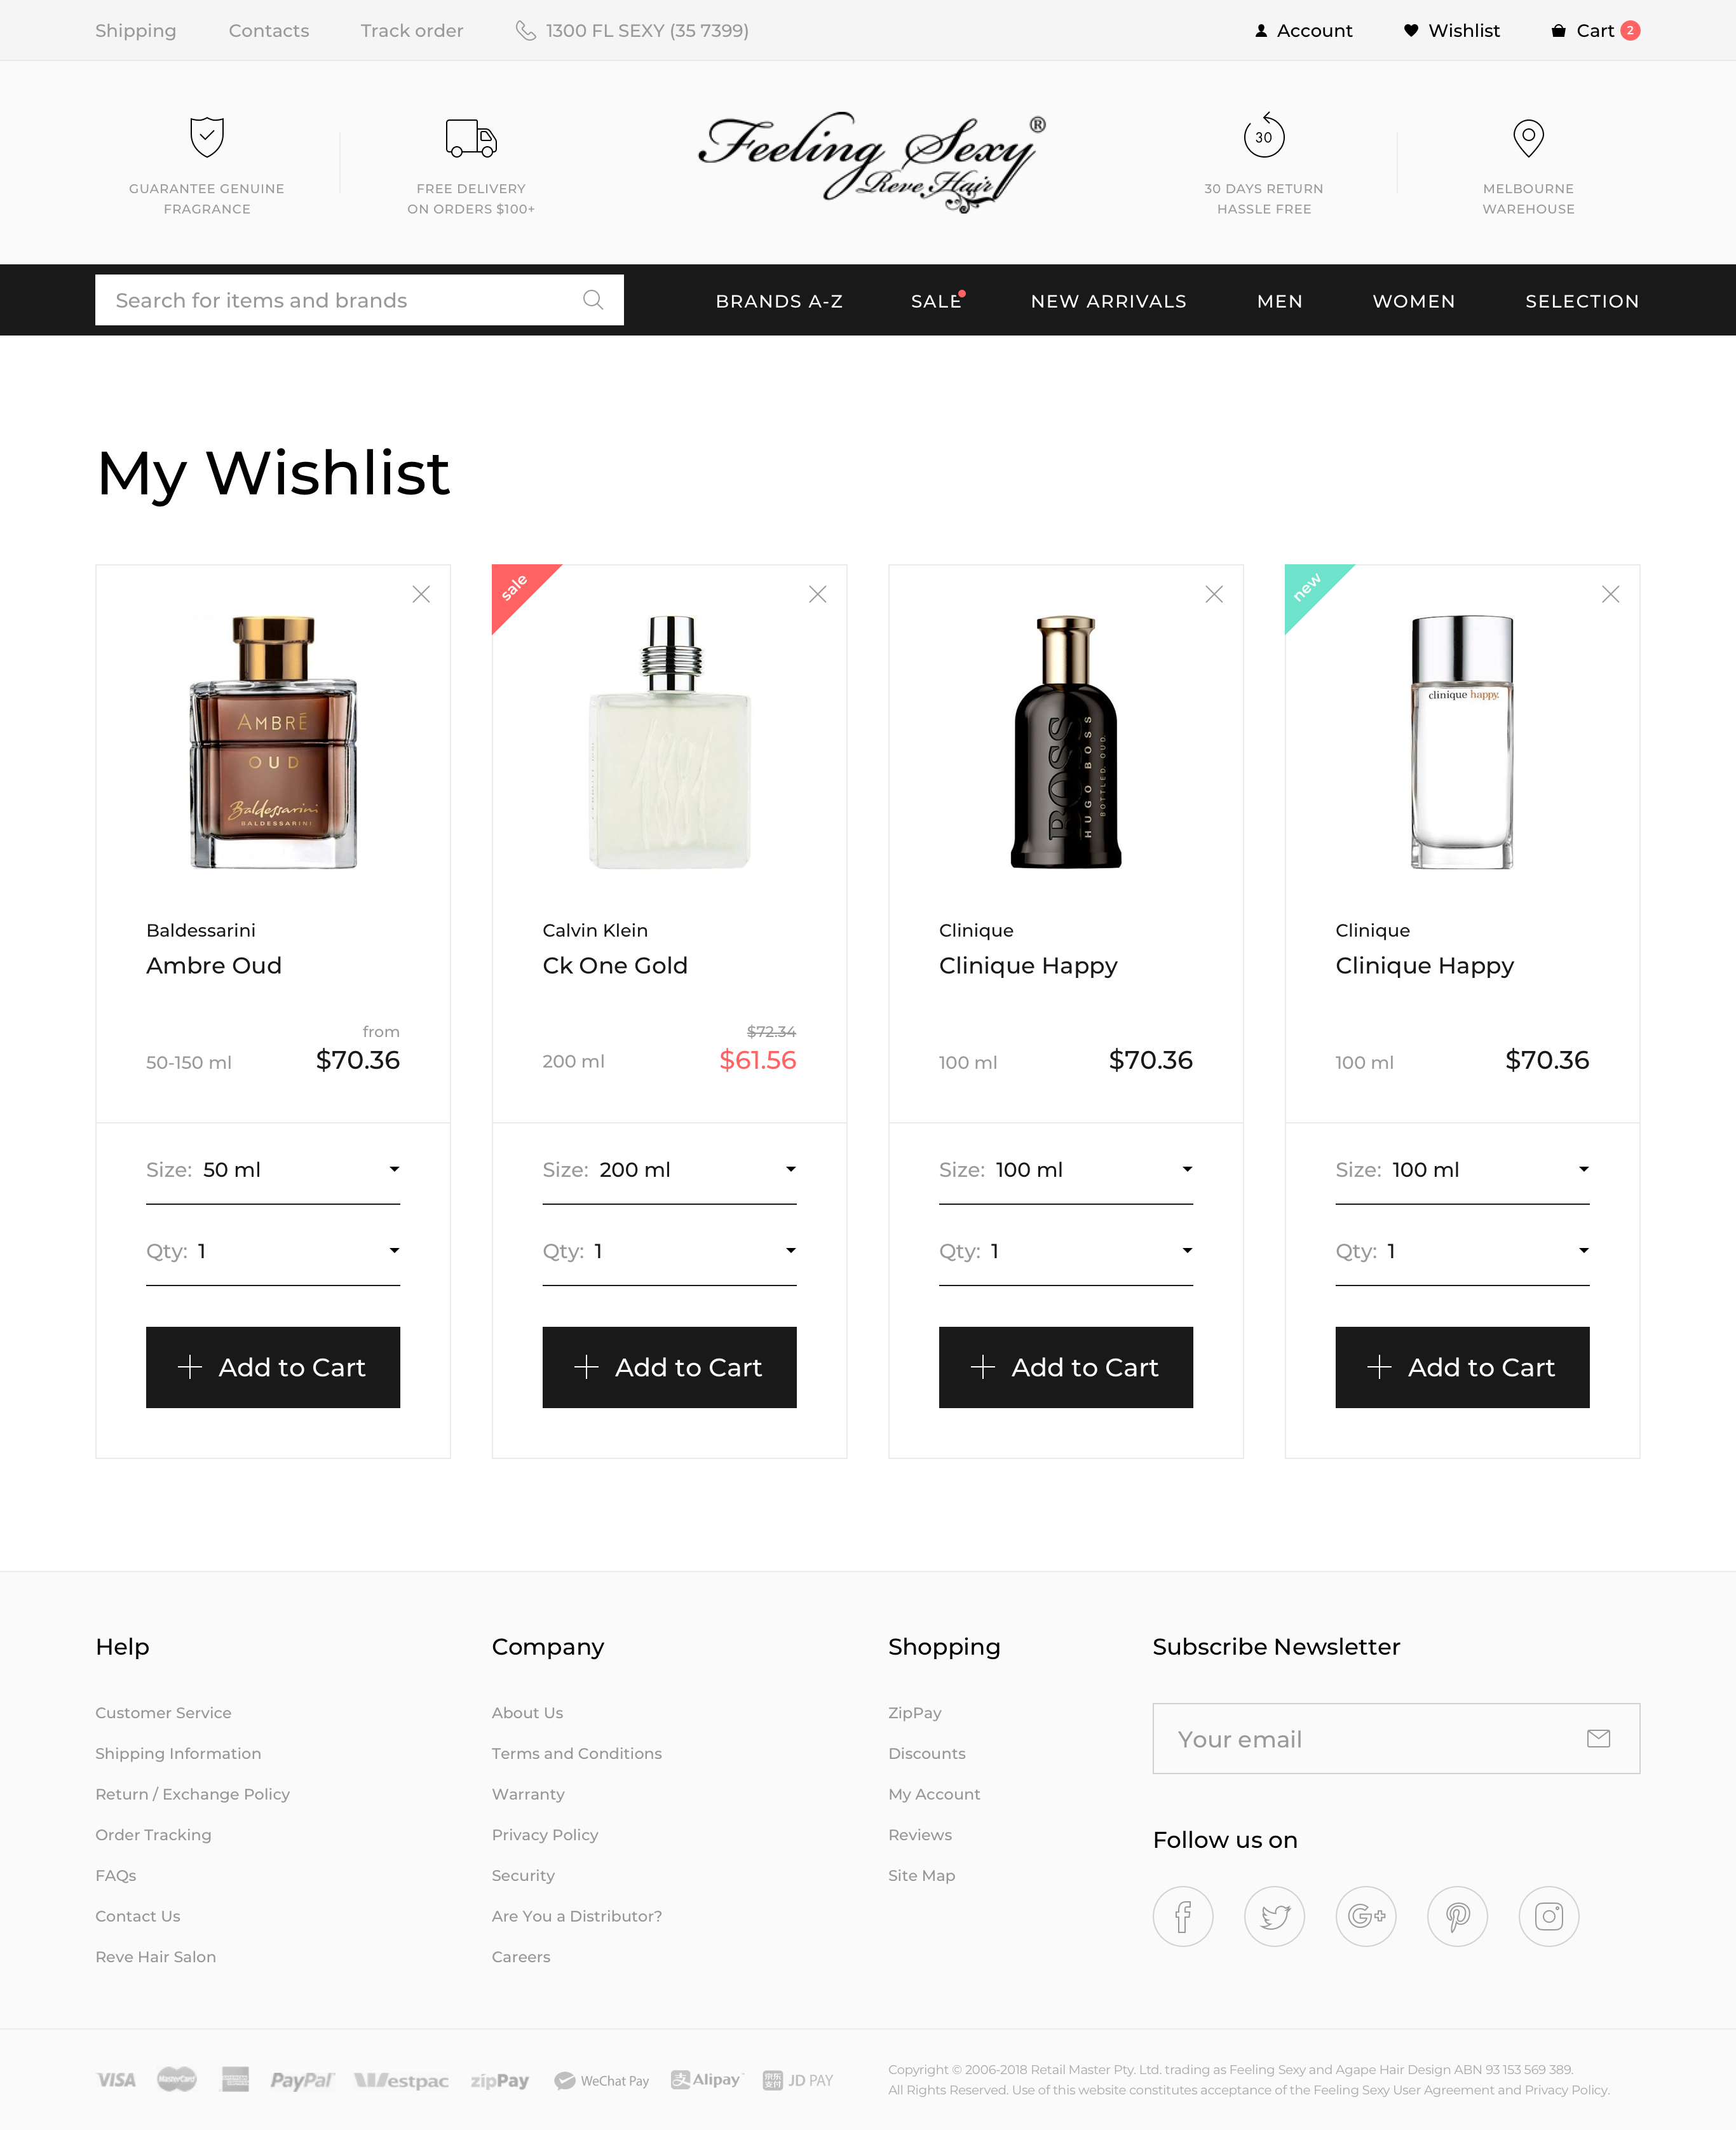 Shipping Contacts Track order 1300 FL SEXY (35 7399) Account Wishlist Cart 2
Feeling Sexy ®
Reve Hair
30
GUARANTEE GENUINE
FRAGRANCE
FREE DELIVERY
ON ORDERS $100+
30 DAYS RETURN
HASSLE FREE
MELBOURNE
WAREHOUSE
Search for items and brands BRANDS A-Z SALE NEW ARRIVALS MEN WOMEN SELECTION
My Wishlist
AMBRÉ
OUD
Baldessarini
BALDESSARINI
Baldessarini
Ambre Oud
from
50-150 ml $70.36
Size: 50 ml
Qty: 1
Add to Cart
sale
1881
Calvin Klein
Ck One Gold
$72.34
200 ml $61.56
Size: 200 ml
Qty: 1
Add to Cart
BOSS
HUGO BOSS
BOTTLED. OUD.
Clinique
Clinique Happy
100 ml $70.36
Size: 100 ml
Qty: 1
Add to Cart
new
clinique happy.
Clinique
Clinique Happy
100 ml $70.36
Size: 100 ml
Qty: 1
Add to Cart
Help
Customer Service
Shipping Information
Return / Exchange Policy
Order Tracking
FAQs
Contact Us
Reve Hair Salon
Company
About Us
Terms and Conditions
Warranty
Privacy Policy
Security
Are You a Distributor?
Careers
Shopping
ZipPay
Discounts
My Account
Reviews
Site Map
Subscribe Newsletter
Your email
Follow us on
VISA MasterCard PayPal Westpac zipPay WeChat Pay 支 Alipay 京东支付 JD PAY
Copyright © 2006-2018 Retail Master Pty. Ltd. trading as Feeling Sexy and Agape Hair Design ABN 93 153 569 389.
All Rights Reserved. Use of this website constitutes acceptance of the Feeling Sexy User Agreement and Privacy Policy.